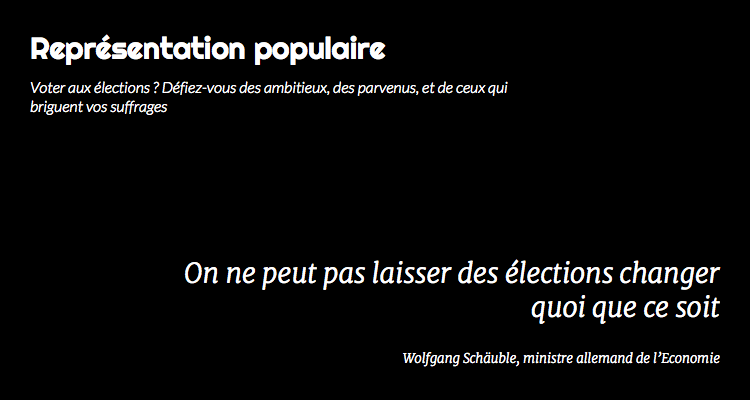 Représentation populaire
Voter aux élections ? Défiez-vous des ambitieux, des parvenus, et de ceux qui
briguent vos suffrages
On ne peut pas laisser des élections changer
quoi que ce soit
Wolfgang Schäuble, ministre allemand de l’Economie